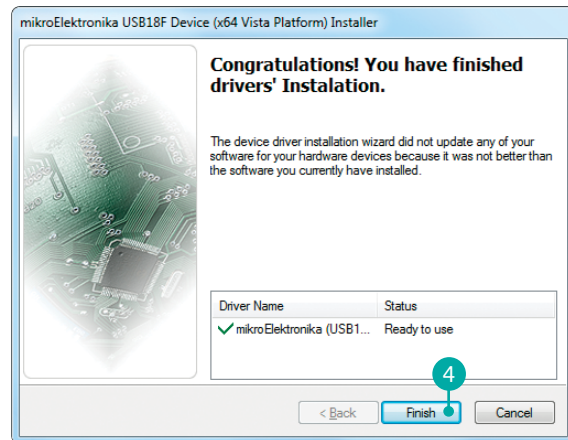 mikroElektronika USB18F Device (x64 Vista Platform) Installer
Congratulations! You have finished
drivers' Instalation.
The device driver installation wizard did not update any of your
software for your hardware devices because it was not better than
the software you currently have installed.
Driver Name Status
mikroElektronika (USB1... Ready to use
4
< Back Finish Cancel